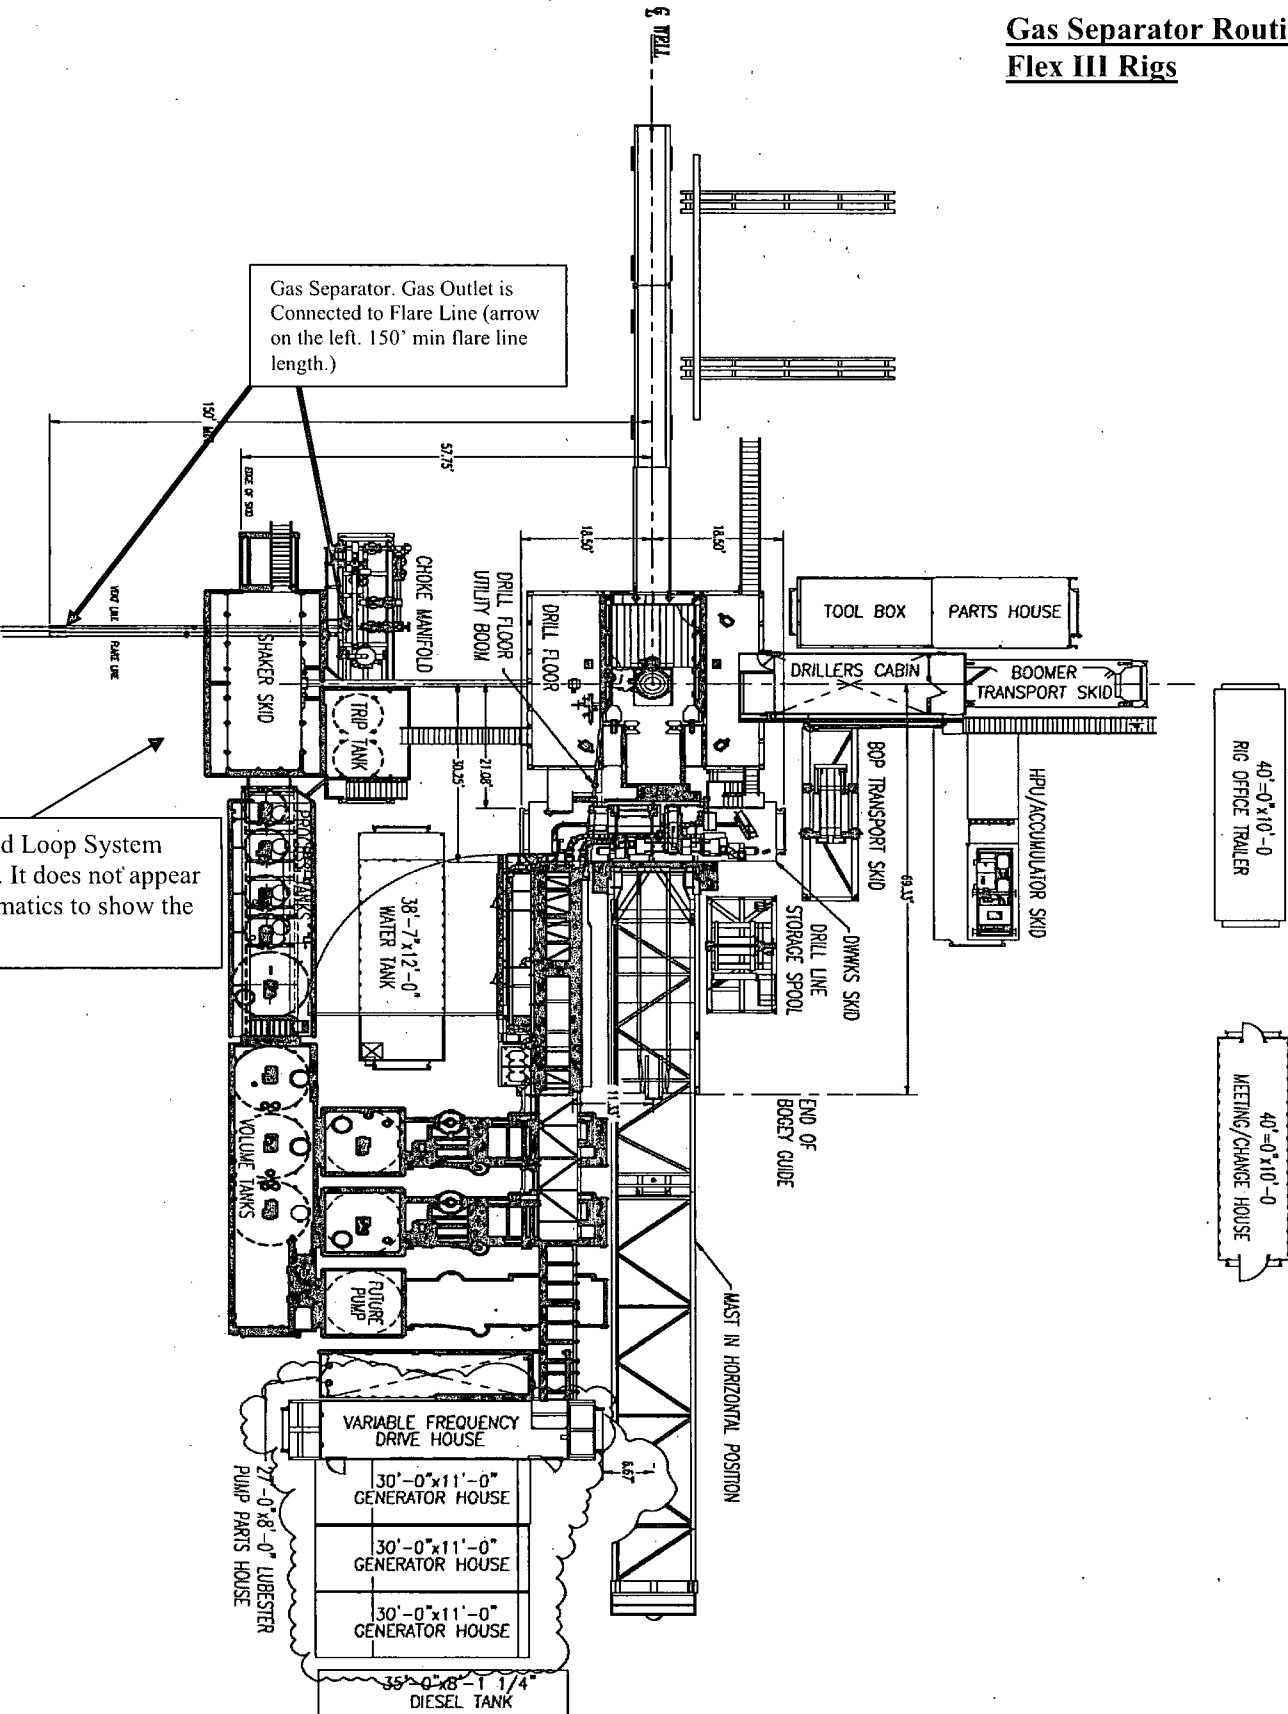 Gas Separator Routi
Flex III Rigs
℄ WELL
Gas Separator. Gas Outlet is
Connected to Flare Line (arrow
on the left. 150' min flare line
length.)
150'
57.75'
EDGE OF SKID
18.50'
18.50'
CHOKE MANIFOLD
DRILL FLOOR
UTILITY BOOM
DRILL FLOOR
VENT LINE
FLARE LINE
SHAKER SKID
TRIP TANK
TOOL BOX
PARTS HOUSE
DRILLERS CABIN
BOOMER
TRANSPORT SKID
21.08'
30.25'
BOP TRANSPORT SKID
HPU/ACCUMULATOR SKID
40'=0"x10'-0
RIG OFFICE TRAILER
69.33'
d Loop System
. It does not appear
matics to show the
PROCESS TANKS
38'-7"x12'-0"
WATER TANK
DRILL LINE
STORAGE SPOOL
DWWKS SKID
11.33'
END OF
BOGEY GUIDE
40'=0"x10'-0
MEETING/CHANGE HOUSE
VOLUME TANKS
FUTURE
PUMP
MAST IN HORIZONTAL POSITION
VARIABLE FREQUENCY
DRIVE HOUSE
6.67'
27'-0"x8'-0" LUBESTER
PUMP PARTS HOUSE
30'-0"x11'-0"
GENERATOR HOUSE
30'-0"x11'-0"
GENERATOR HOUSE
30'-0"x11'-0"
GENERATOR HOUSE
35'-0"x8'-1 1/4"
DIESEL TANK